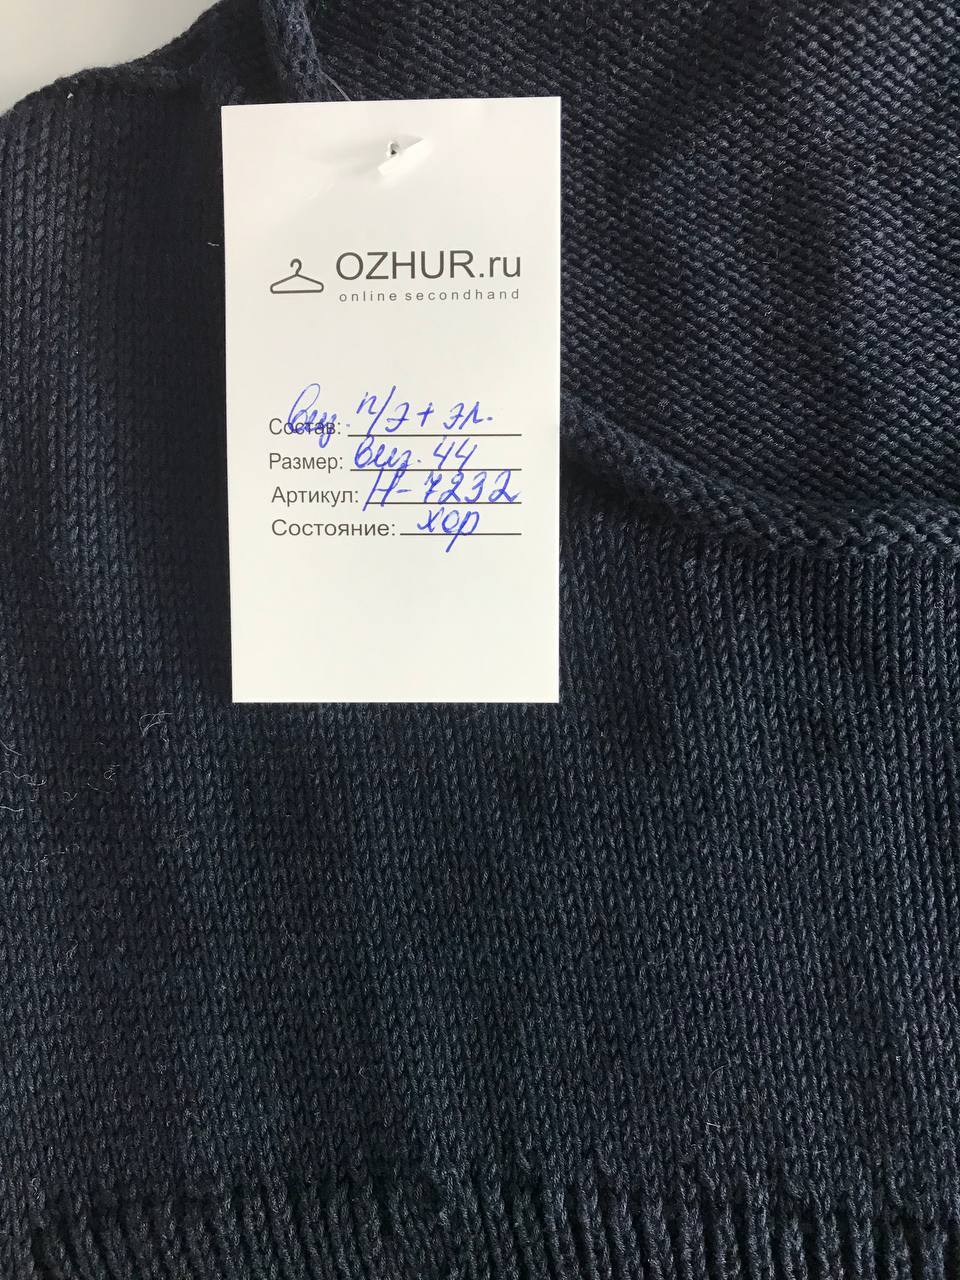 OZHUR.ru
online secondhand
Состав: виз. п/э + эл.
Размер: виз. 44
Артикул: Н-7232
Состояние: хор